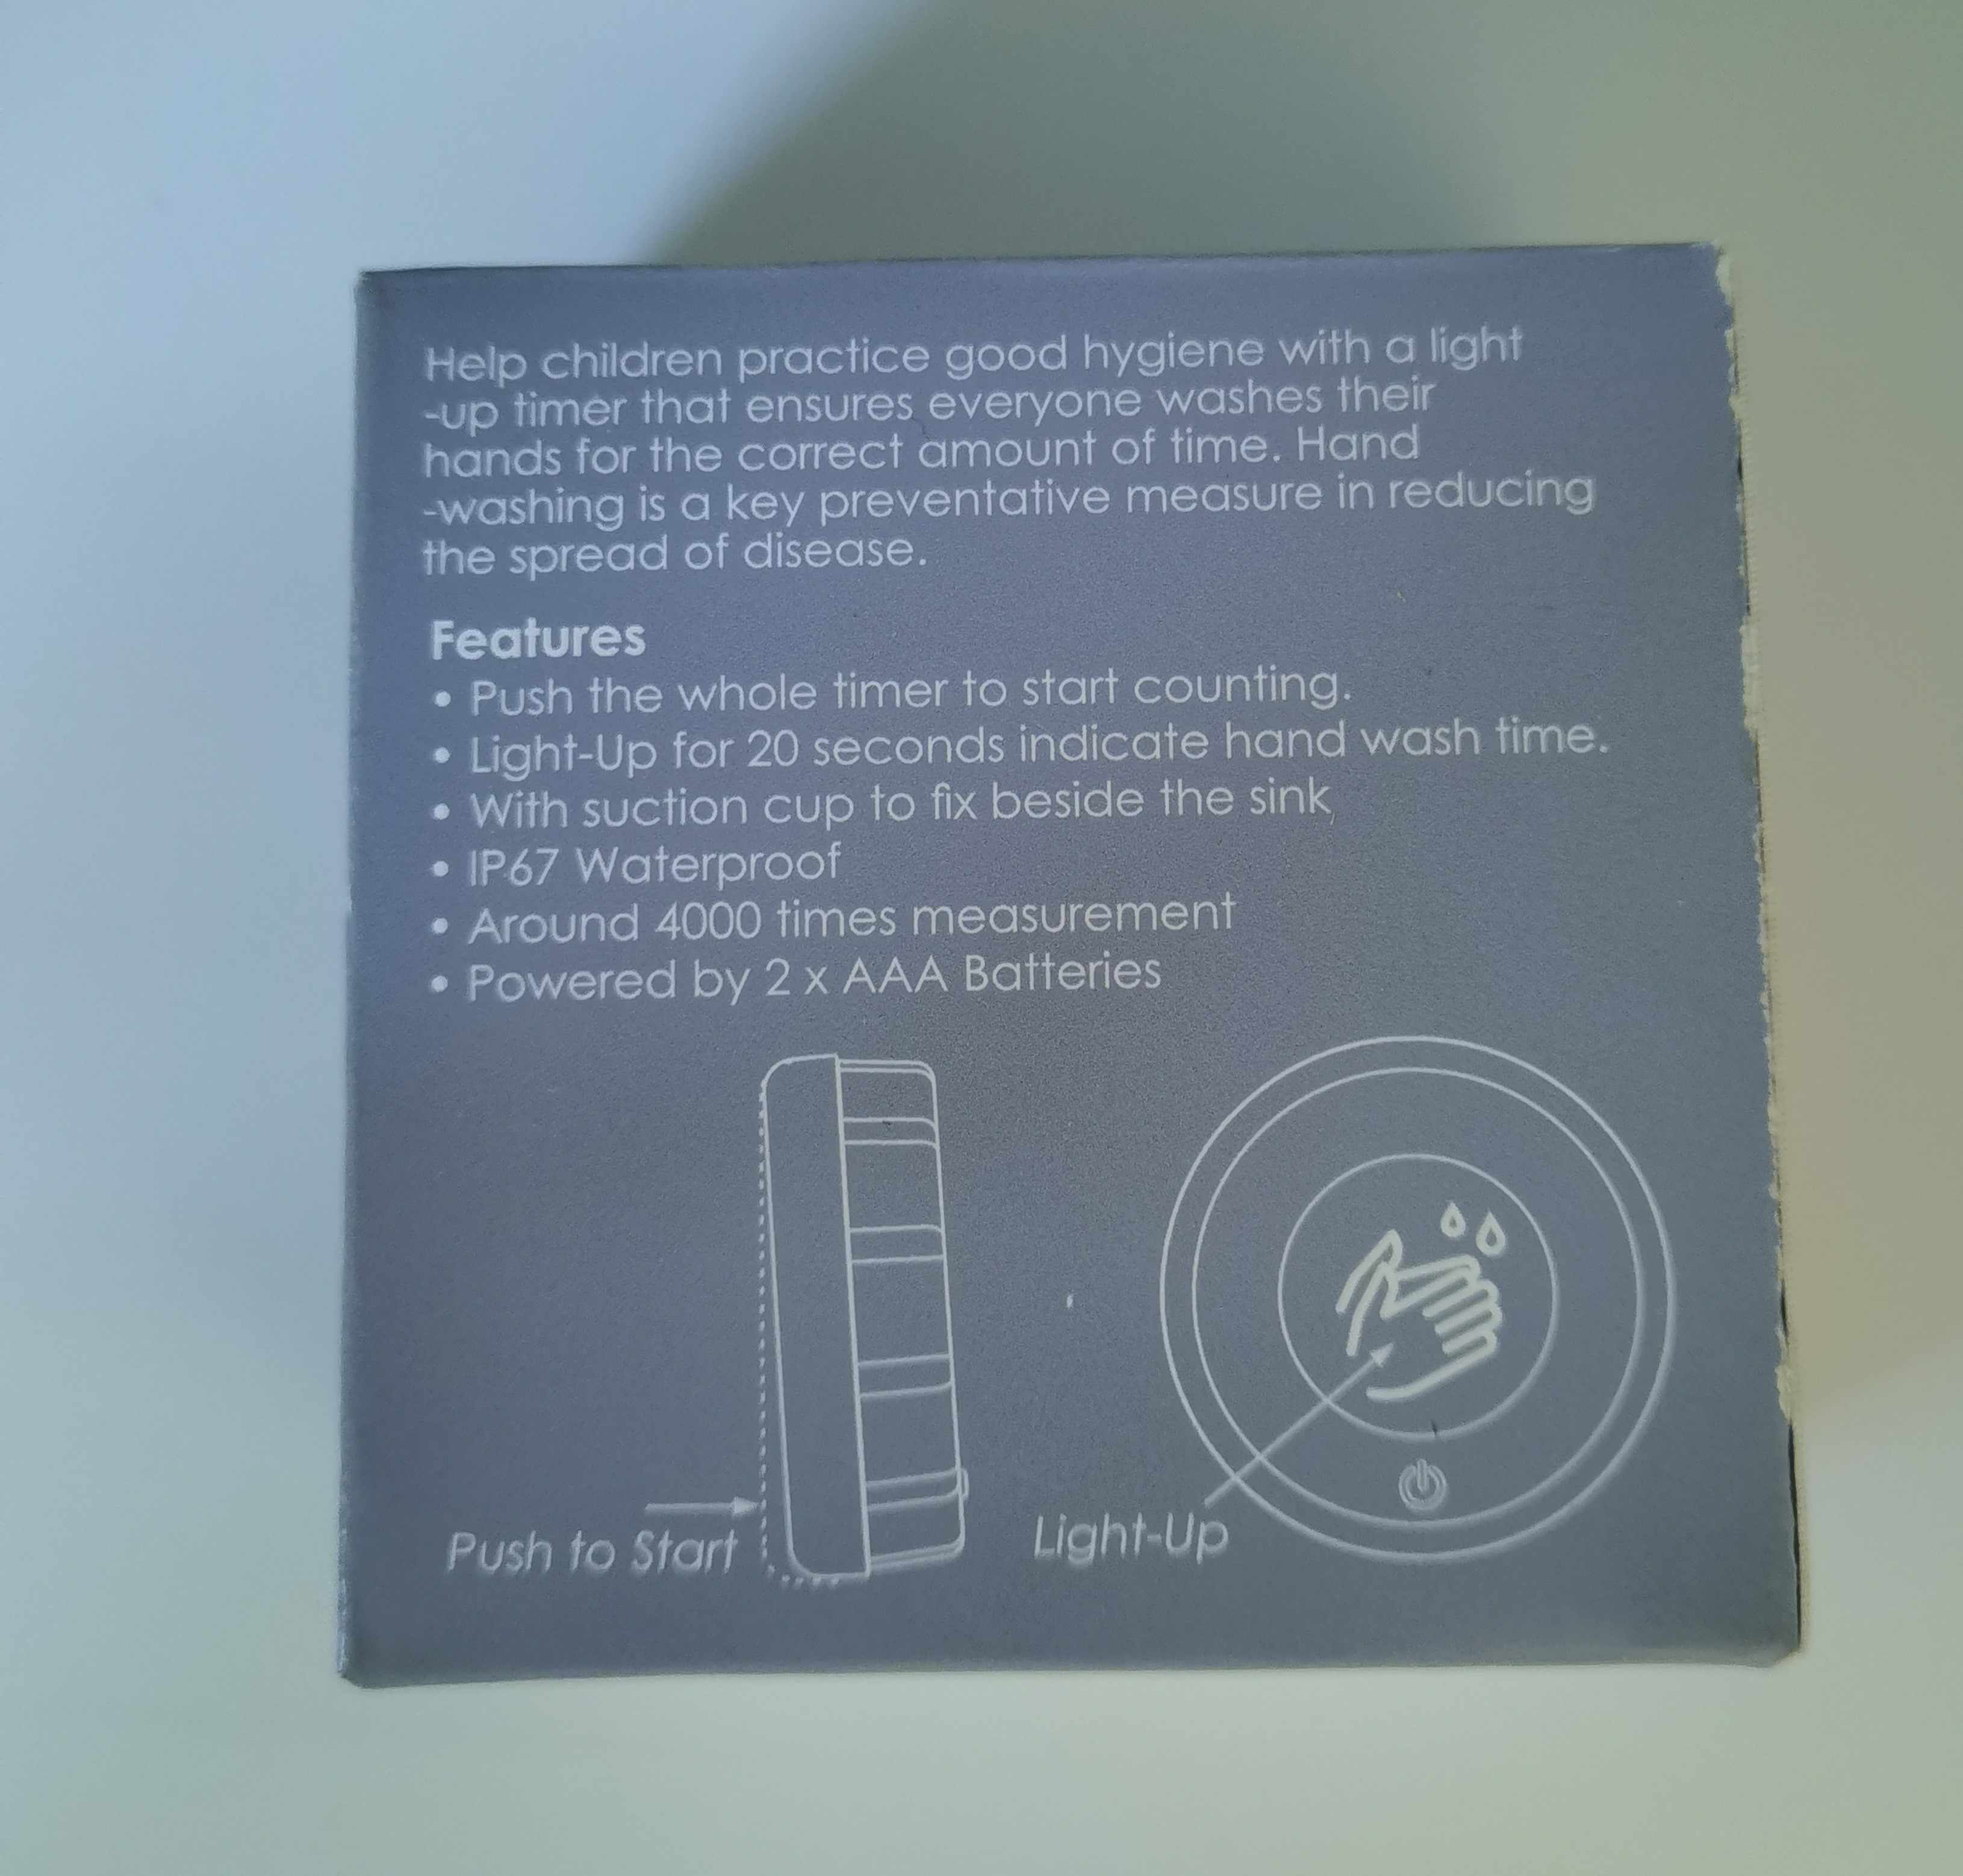 Help children practice good hygiene with a light
-up timer that ensures everyone washes their
hands for the correct amount of time. Hand
-washing is a key preventative measure in reducing
the spread of disease.
Features
• Push the whole timer to start counting.
• Light-Up for 20 seconds indicate hand wash time.
• With suction cup to fix beside the sink,
• IP67 Waterproof
• Around 4000 times measurement
• Powered by 2 x AAA Batteries
Push to Start
Light-Up